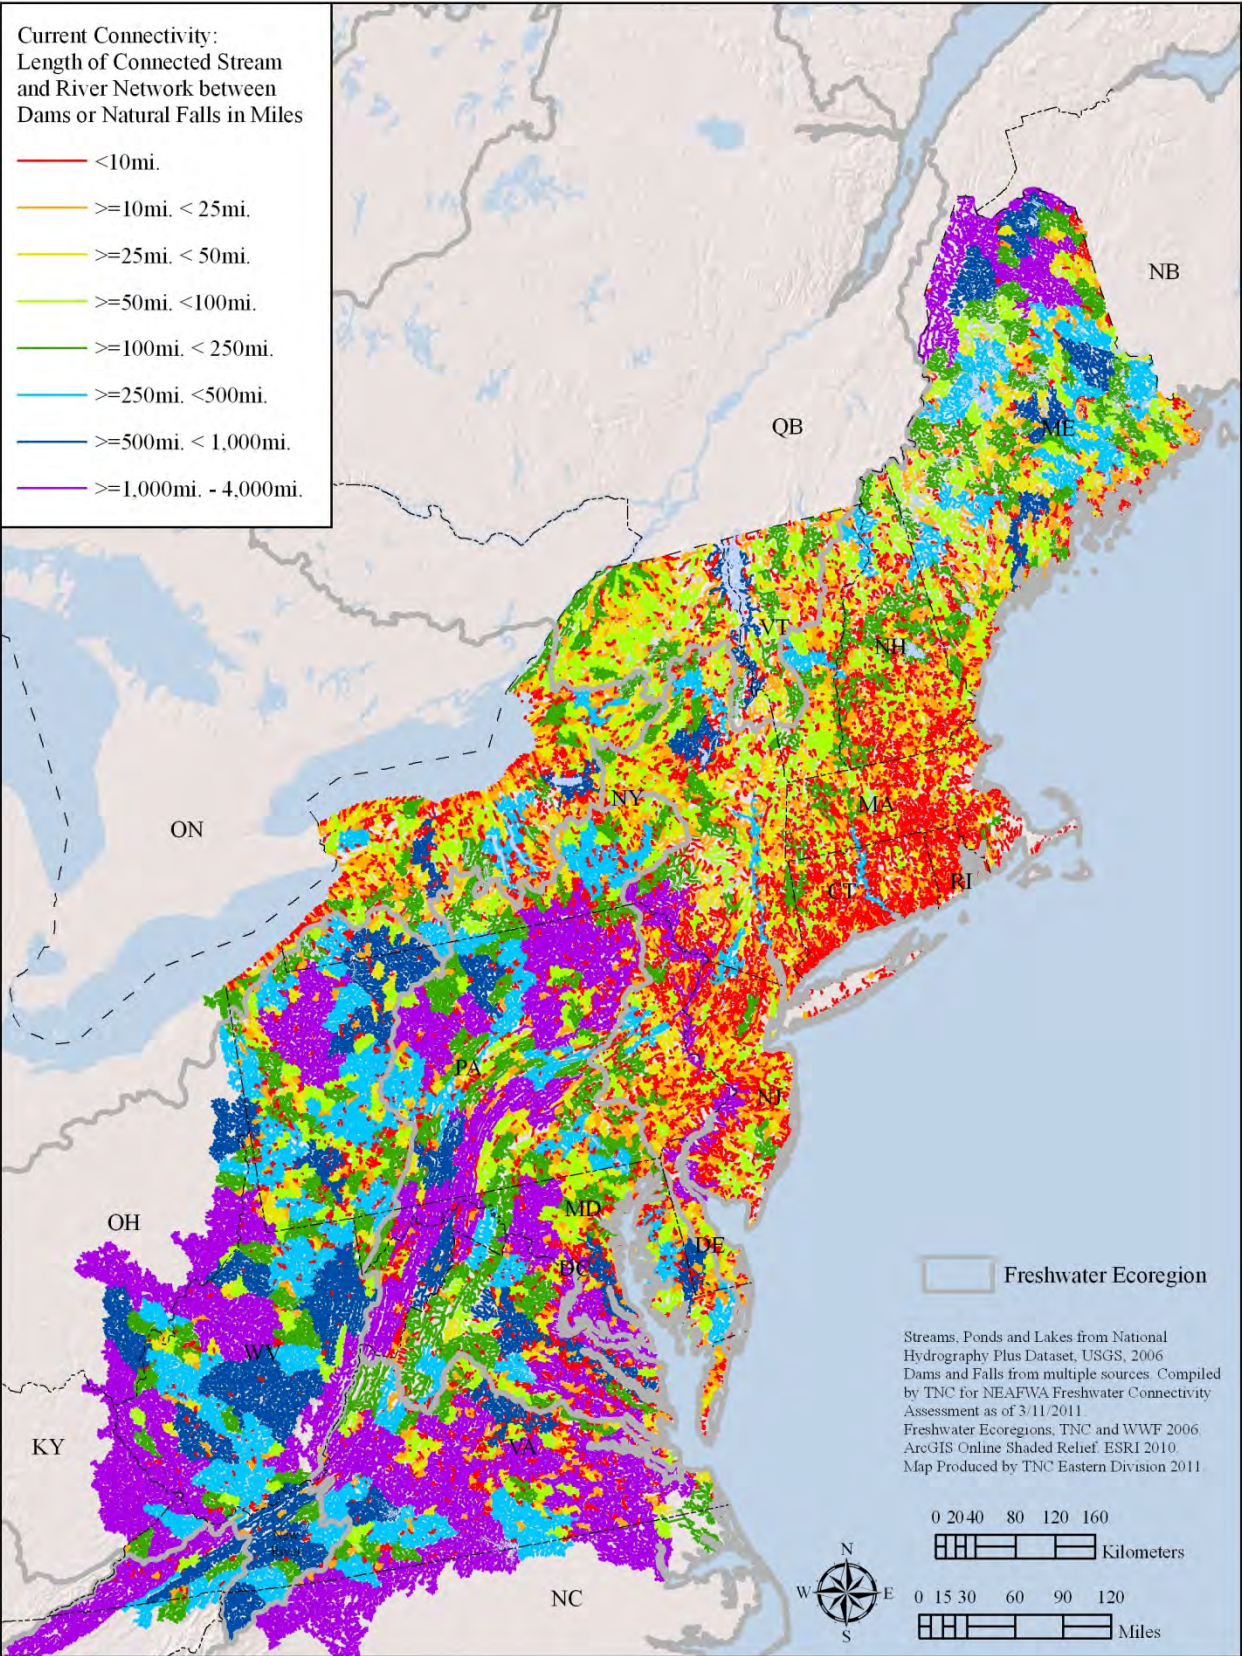 Current Connectivity:
Length of Connected Stream
and River Network between
Dams or Natural Falls in Miles
<10mi.
>=10mi. < 25mi.
>=25mi. < 50mi.
>=50mi. <100mi.
>=100mi. < 250mi.
>=250mi. <500mi.
>=500mi. < 1,000mi.
>=1,000mi. - 4,000mi.
NB
QB
ME
VT
NH
ON
NY
MA
CT
RI
PA
NJ
OH
MD
DE
DC
WV
KY
VA
NC
Freshwater Ecoregion
Streams, Ponds and Lakes from National
Hydrography Plus Dataset, USGS, 2006
Dams and Falls from multiple sources. Compiled
by TNC for NEAFWA Freshwater Connectivity
Assessment as of 3/11/2011.
Freshwater Ecoregions, TNC and WWF 2006.
ArcGIS Online Shaded Relief. ESRI 2010.
Map Produced by TNC Eastern Division 2011
0 20 40 80 120 160
Kilometers
N
W E
S
0 15 30 60 90 120
Miles